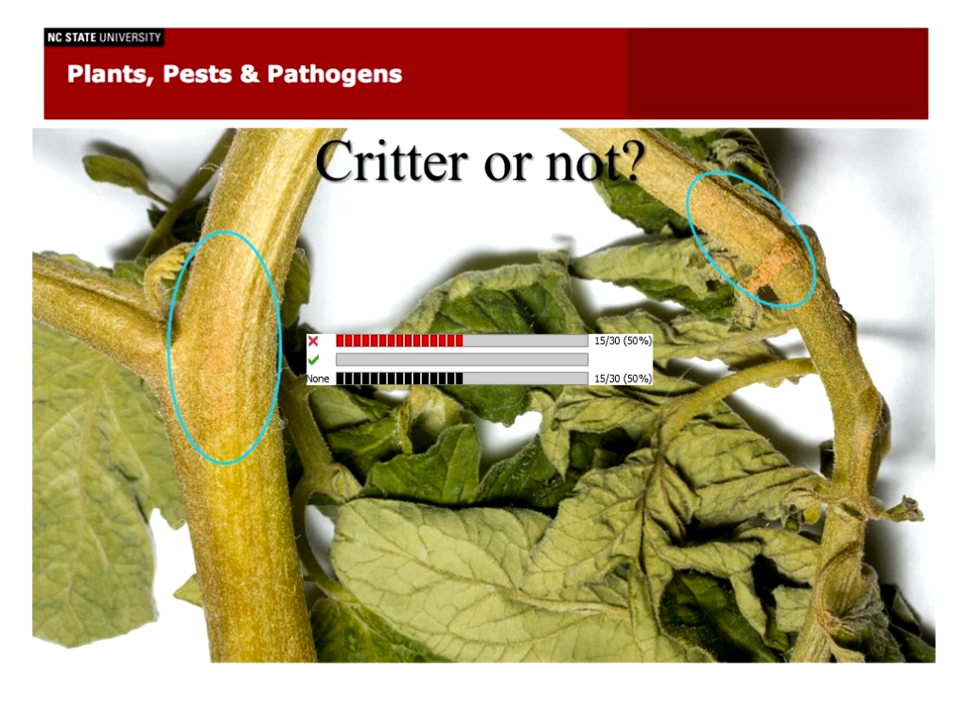 NC STATE UNIVERSITY
Plants, Pests & Pathogens
Critter or not?
15/30 (50%)
None 15/30 (50%)